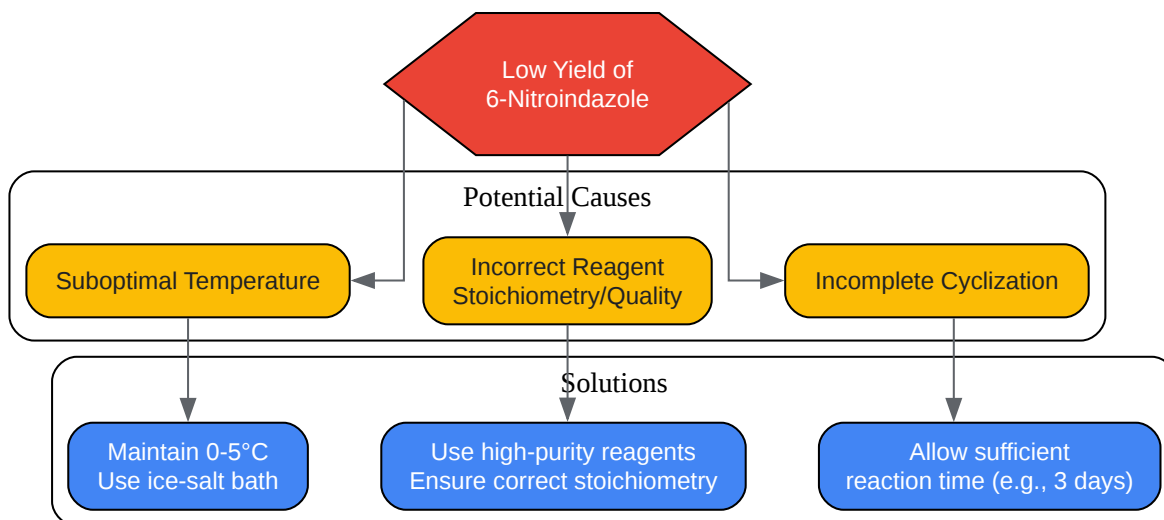 Low Yield of
6-Nitroindazole
Potential Causes
Suboptimal Temperature
Incorrect Reagent
Stoichiometry/Quality
Incomplete Cyclization
Solutions
Maintain 0-5°C
Use ice-salt bath
Use high-purity reagents
Ensure correct stoichiometry
Allow sufficient
reaction time (e.g., 3 days)